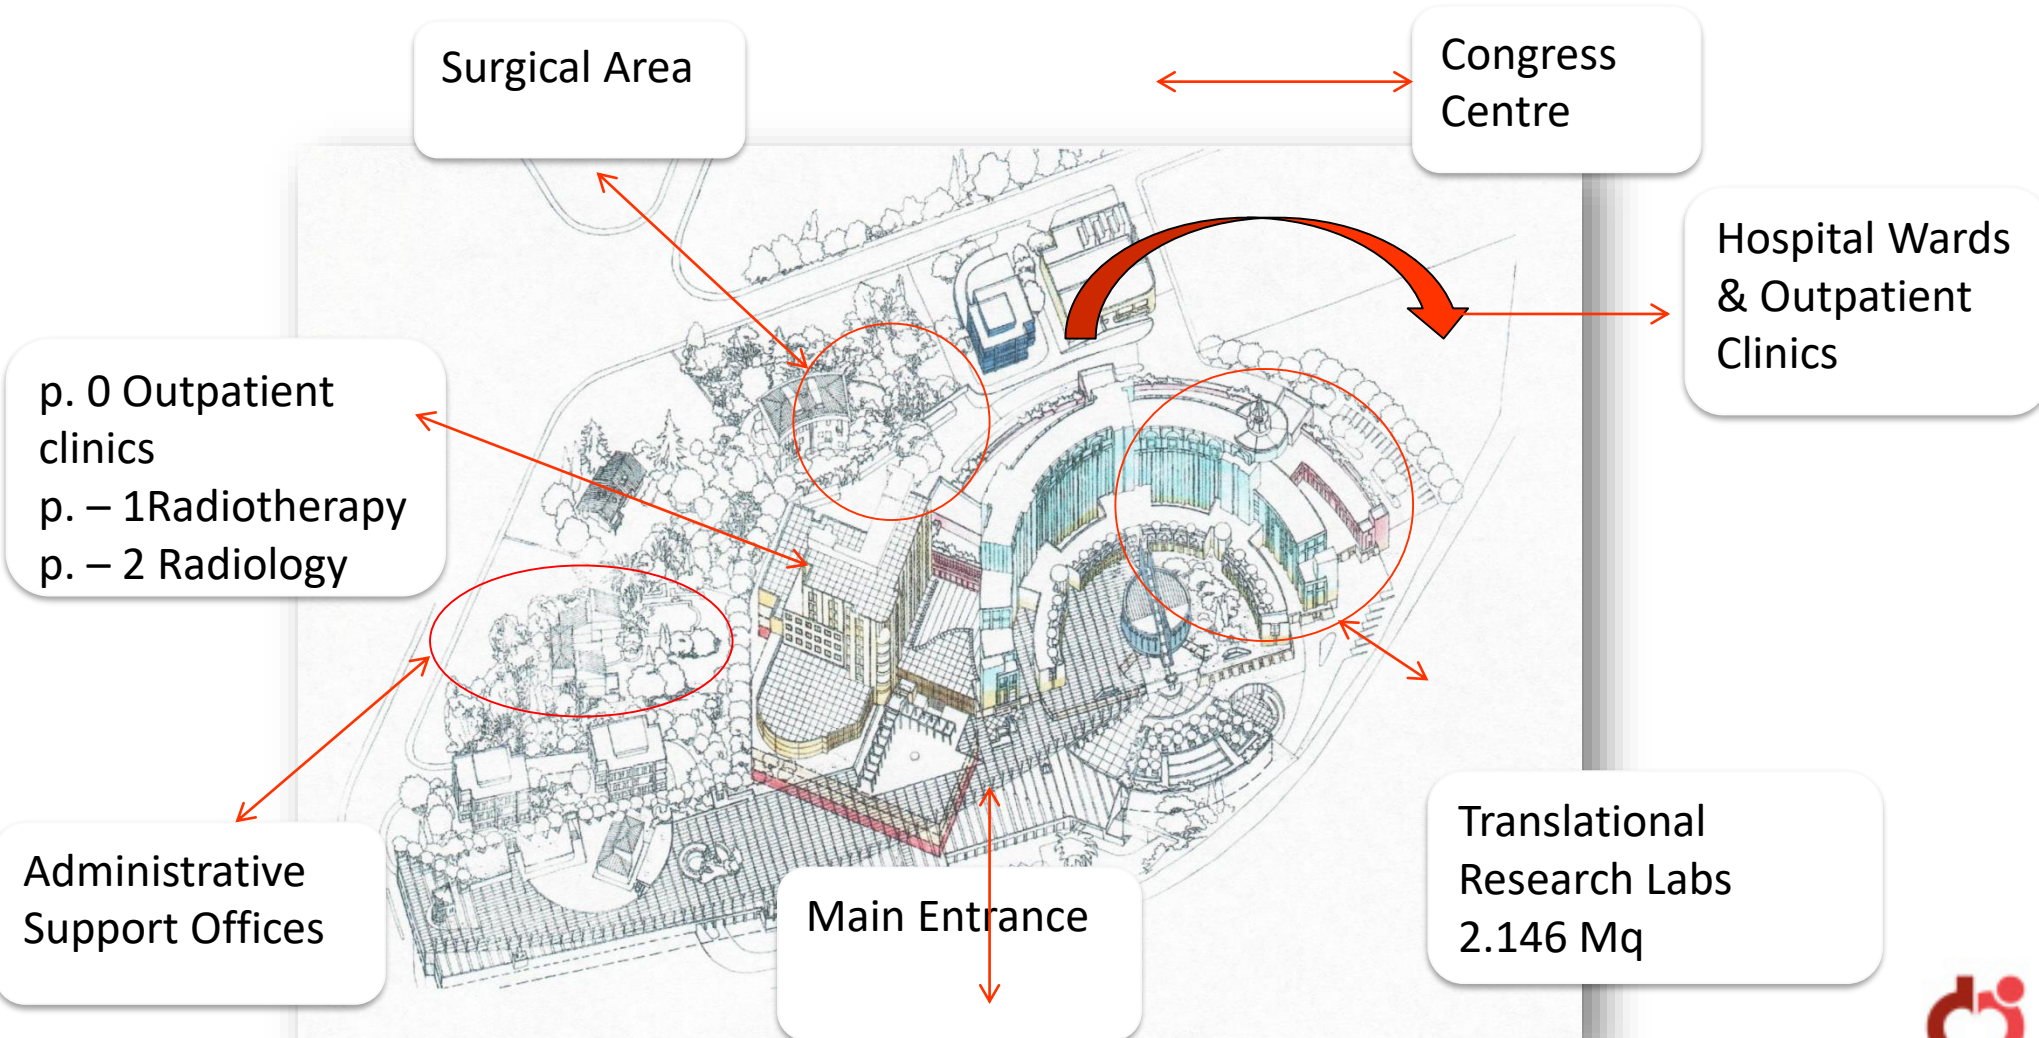 Surgical Area
Congress
Centre
Hospital Wards
& Outpatient
Clinics
p. 0 Outpatient
clinics
p. – 1Radiotherapy
p. – 2 Radiology
Administrative
Support Offices
Main Entrance
Translational
Research Labs
2.146 Mq